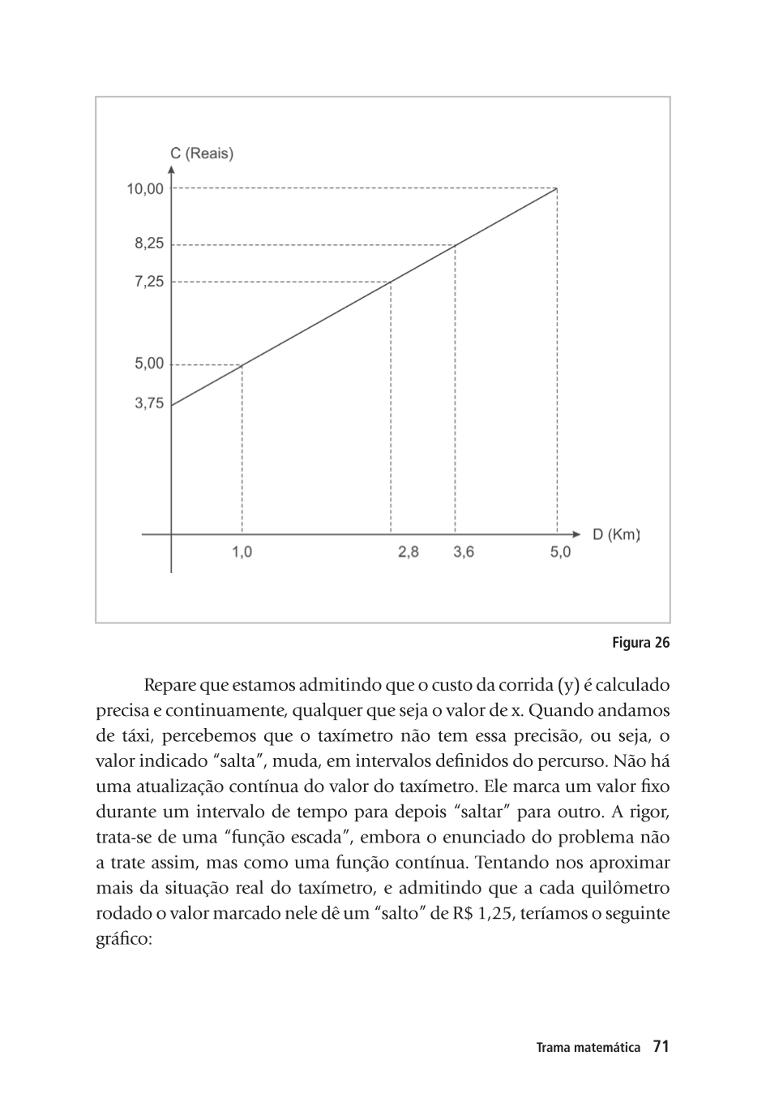 C (Reais)
10,00
8,25
7,25
5,00
3,75
D (Km)
1,0 2,8 3,6 5,0
Figura 26
Repare que estamos admitindo que o custo da corrida (y) é calculado
precisa e continuamente, qualquer que seja o valor de x. Quando andamos
de táxi, percebemos que o taxímetro não tem essa precisão, ou seja, o
valor indicado “salta”, muda, em intervalos definidos do percurso. Não há
uma atualização contínua do valor do taxímetro. Ele marca um valor fixo
durante um intervalo de tempo para depois “saltar” para outro. A rigor,
trata-se de uma “função escada”, embora o enunciado do problema não
a trate assim, mas como uma função contínua. Tentando nos aproximar
mais da situação real do taxímetro, e admitindo que a cada quilômetro
rodado o valor marcado nele dê um “salto” de R$ 1,25, teríamos o seguinte
gráfico:
Trama matemática 71